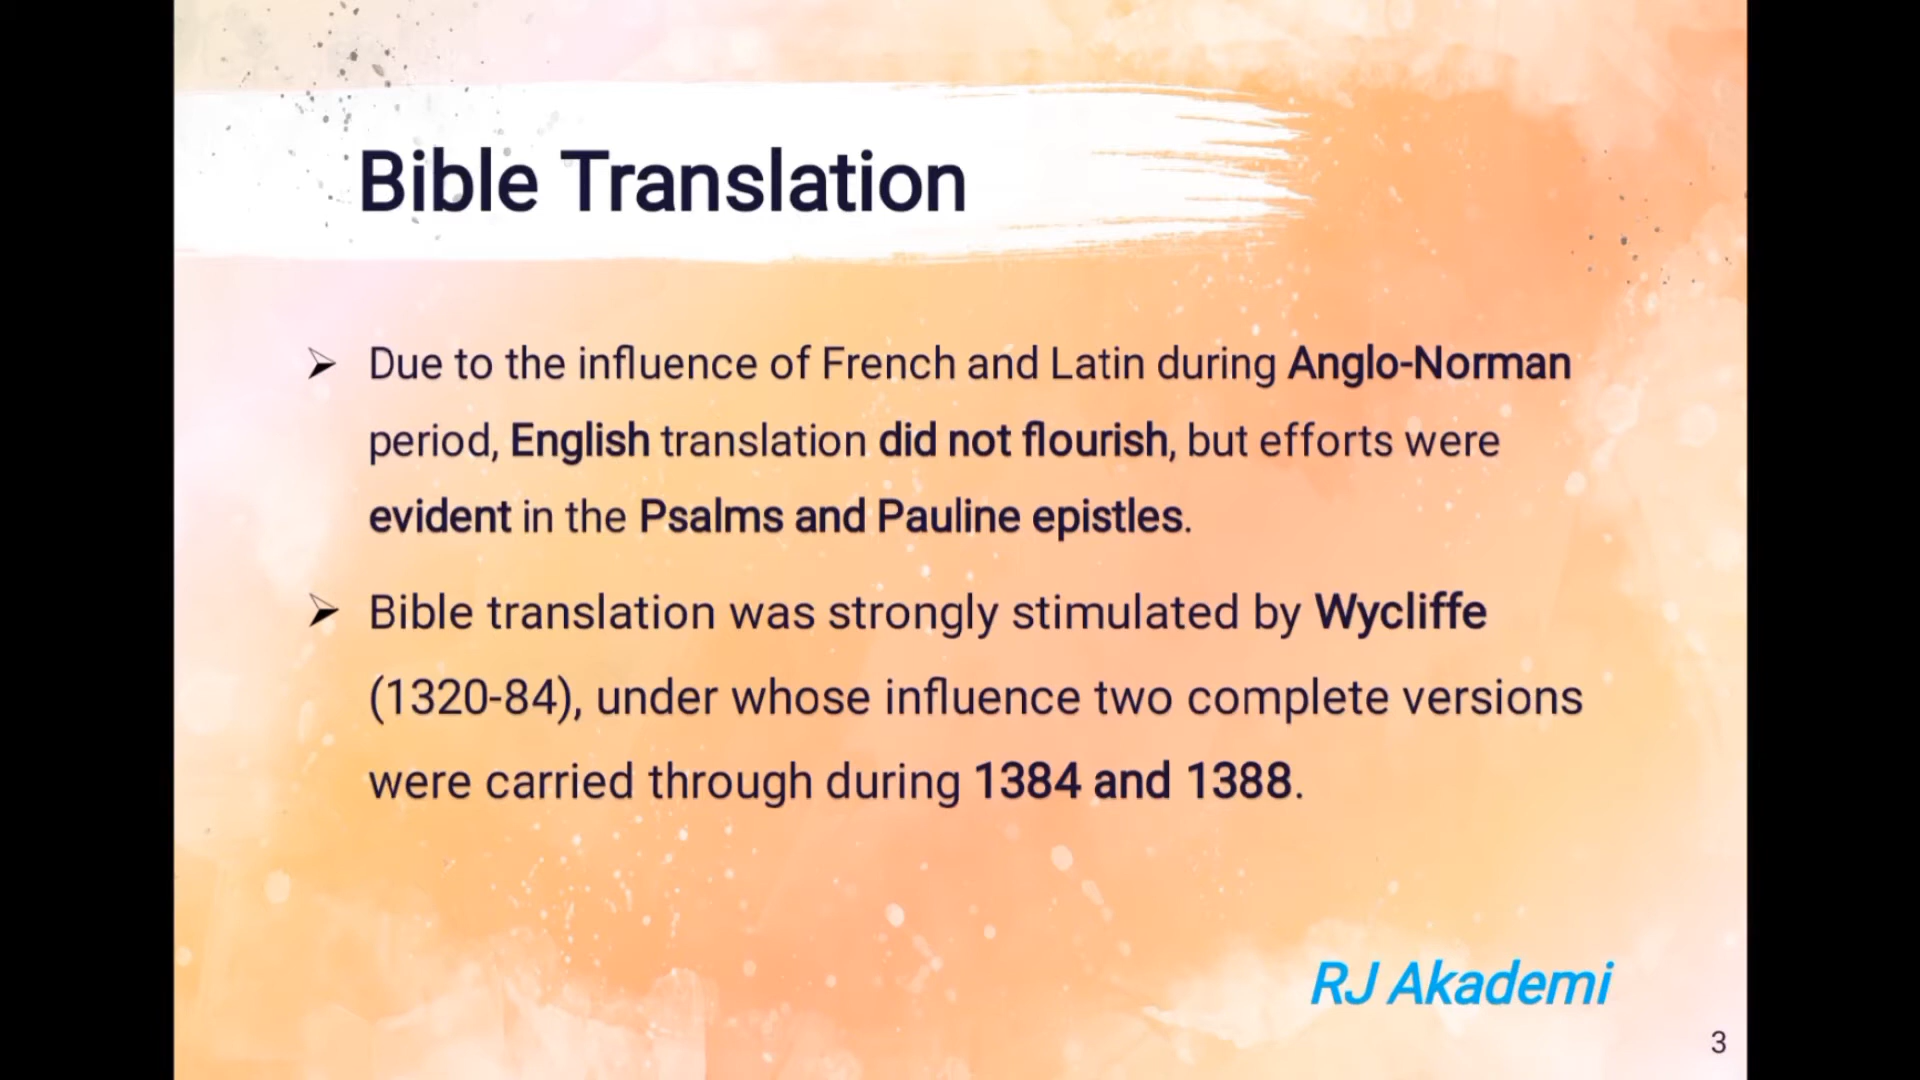 Bible Translation
➢ Due to the influence of French and Latin during Anglo-Norman
period, English translation did not flourish, but efforts were
evident in the Psalms and Pauline epistles.
➢ Bible translation was strongly stimulated by Wycliffe
(1320-84), under whose influence two complete versions
were carried through during 1384 and 1388.
RJ Akademi
3